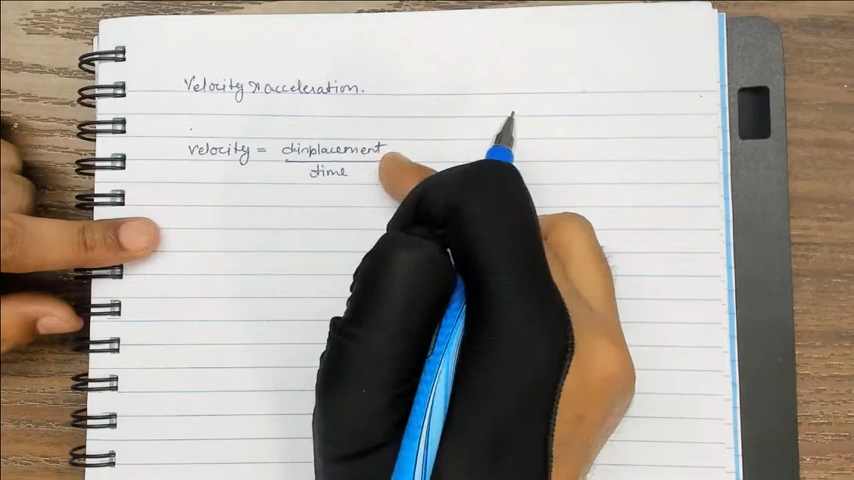 Velocity & acceleration.
velocity = displacement
time